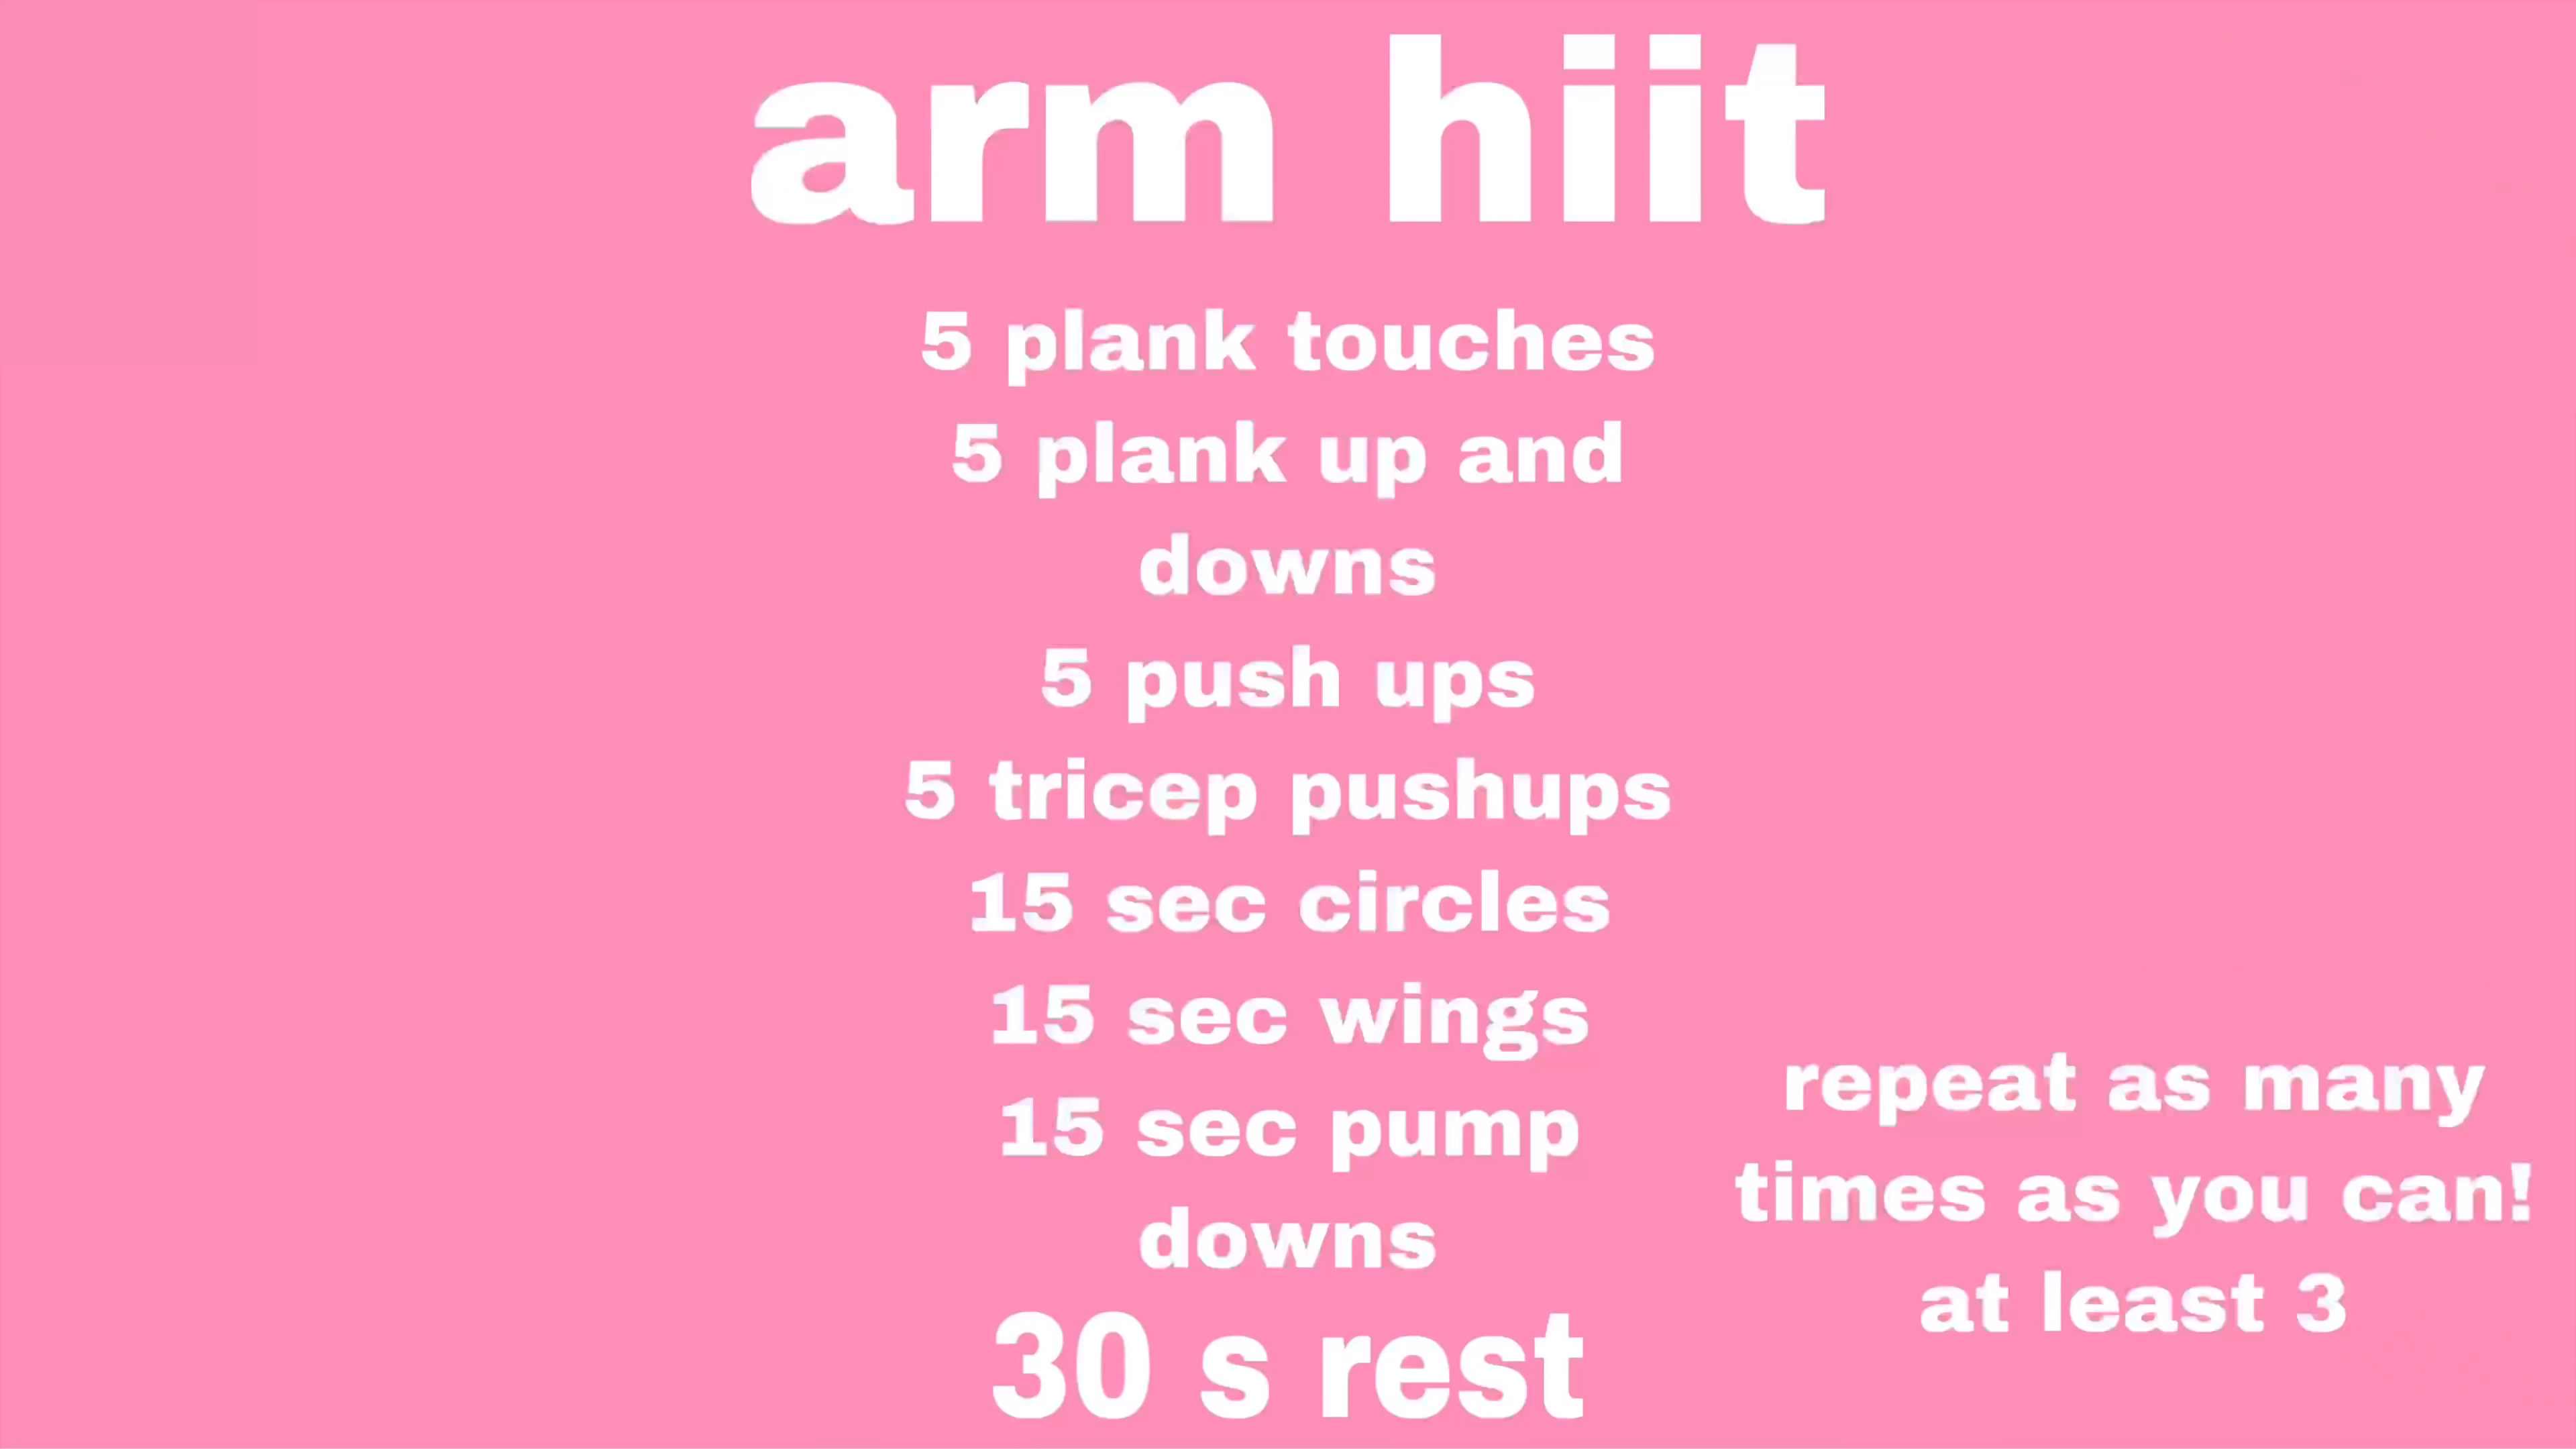 arm hiit
5 plank touches
5 plank up and
downs
5 push ups
5 tricep pushups
15 sec circles
15 sec wings
15 sec pump
downs
30 s rest
repeat as many
times as you can!
at least 3